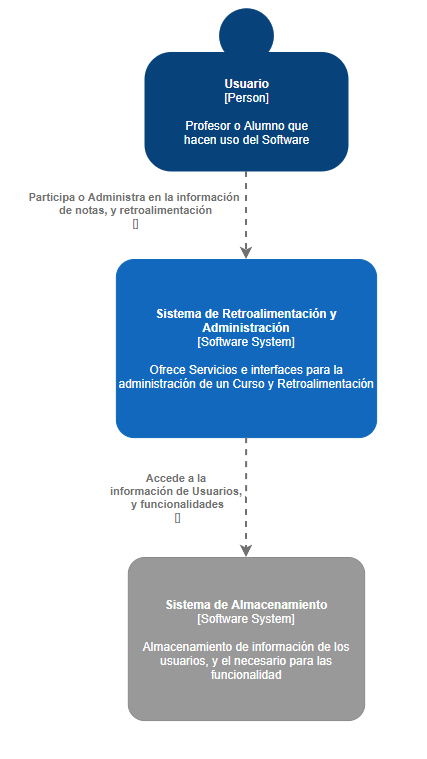 Usuario
[Person]
Profesor o Alumno que
hacen uso del Software
Participa o Administra en la información
de notas, y retroalimentación
[]
Sistema de Retroalimentación y
Administración
[Software System]
Ofrece Servicios e interfaces para la
administración de un Curso y Retroalimentación
Accede a la
información de Usuarios,
y funcionalidades
[]
Sistema de Almacenamiento
[Software System]
Almacenamiento de información de los
usuarios, y el necesario para las
funcionalidad